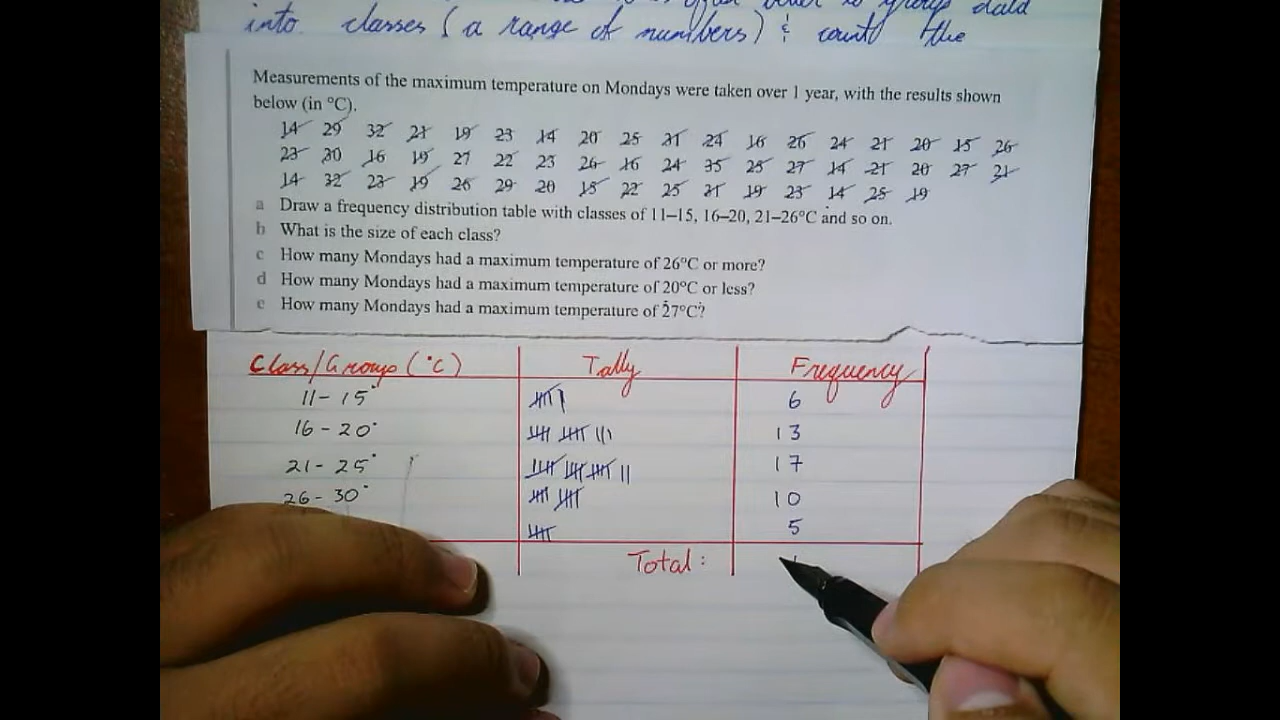 into classes (a range of numbers) & count the
Measurements of the maximum temperature on Mondays were taken over 1 year, with the results shown
below (in °C).
14 29 32 21 19 23 14 20 25 31 24 16 26 24 21 20 15 26
23 30 16 19 27 22 23 26 16 24 35 25 27 14 21 20 27 21
14 32 23 19 26 29 20 15 22 25 31 19 23 14 25 19
a Draw a frequency distribution table with classes of 11–15, 16–20, 21–26°C and so on.
b What is the size of each class?
c How many Mondays had a maximum temperature of 26°C or more?
d How many Mondays had a maximum temperature of 20°C or less?
e How many Mondays had a maximum temperature of 27°C?
Class/Group (°C) Tally Frequency
11 - 15° 6
16 - 20° 13
21 - 25° 17
26 - 30° 10
5
Total: